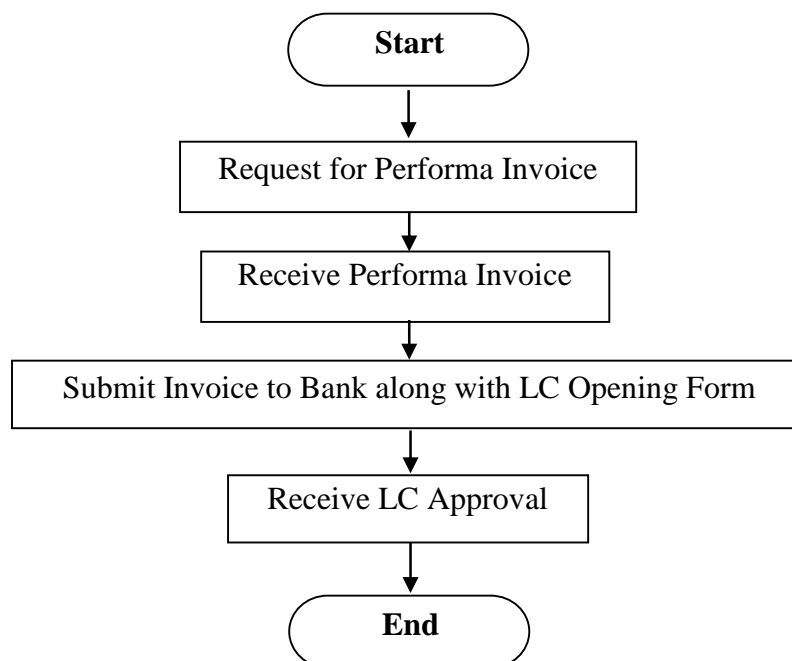 Start
Request for Performa Invoice
Receive Performa Invoice
Submit Invoice to Bank along with LC Opening Form
Receive LC Approval
End